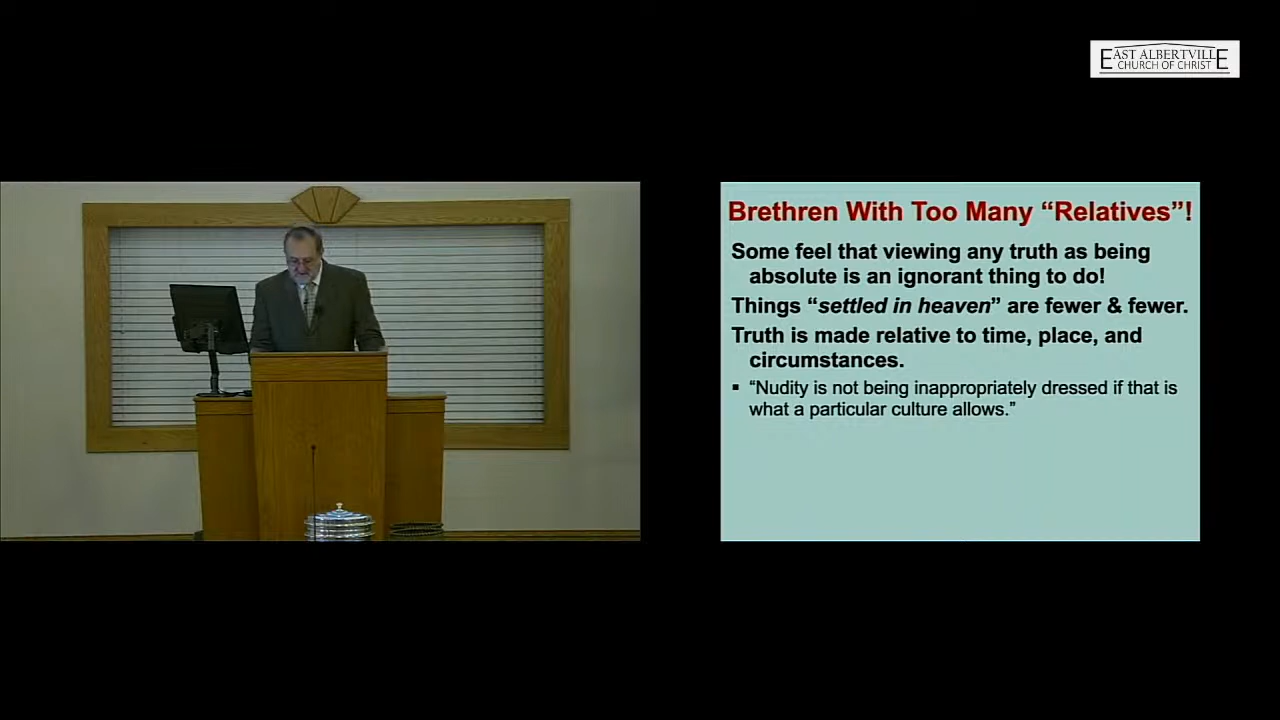 EAST ALBERTVILLE
CHURCH OF CHRIST
Brethren With Too Many “Relatives”!
Some feel that viewing any truth as being
absolute is an ignorant thing to do!
Things “settled in heaven” are fewer & fewer.
Truth is made relative to time, place, and
circumstances.
▪ “Nudity is not being inappropriately dressed if that is
what a particular culture allows.”